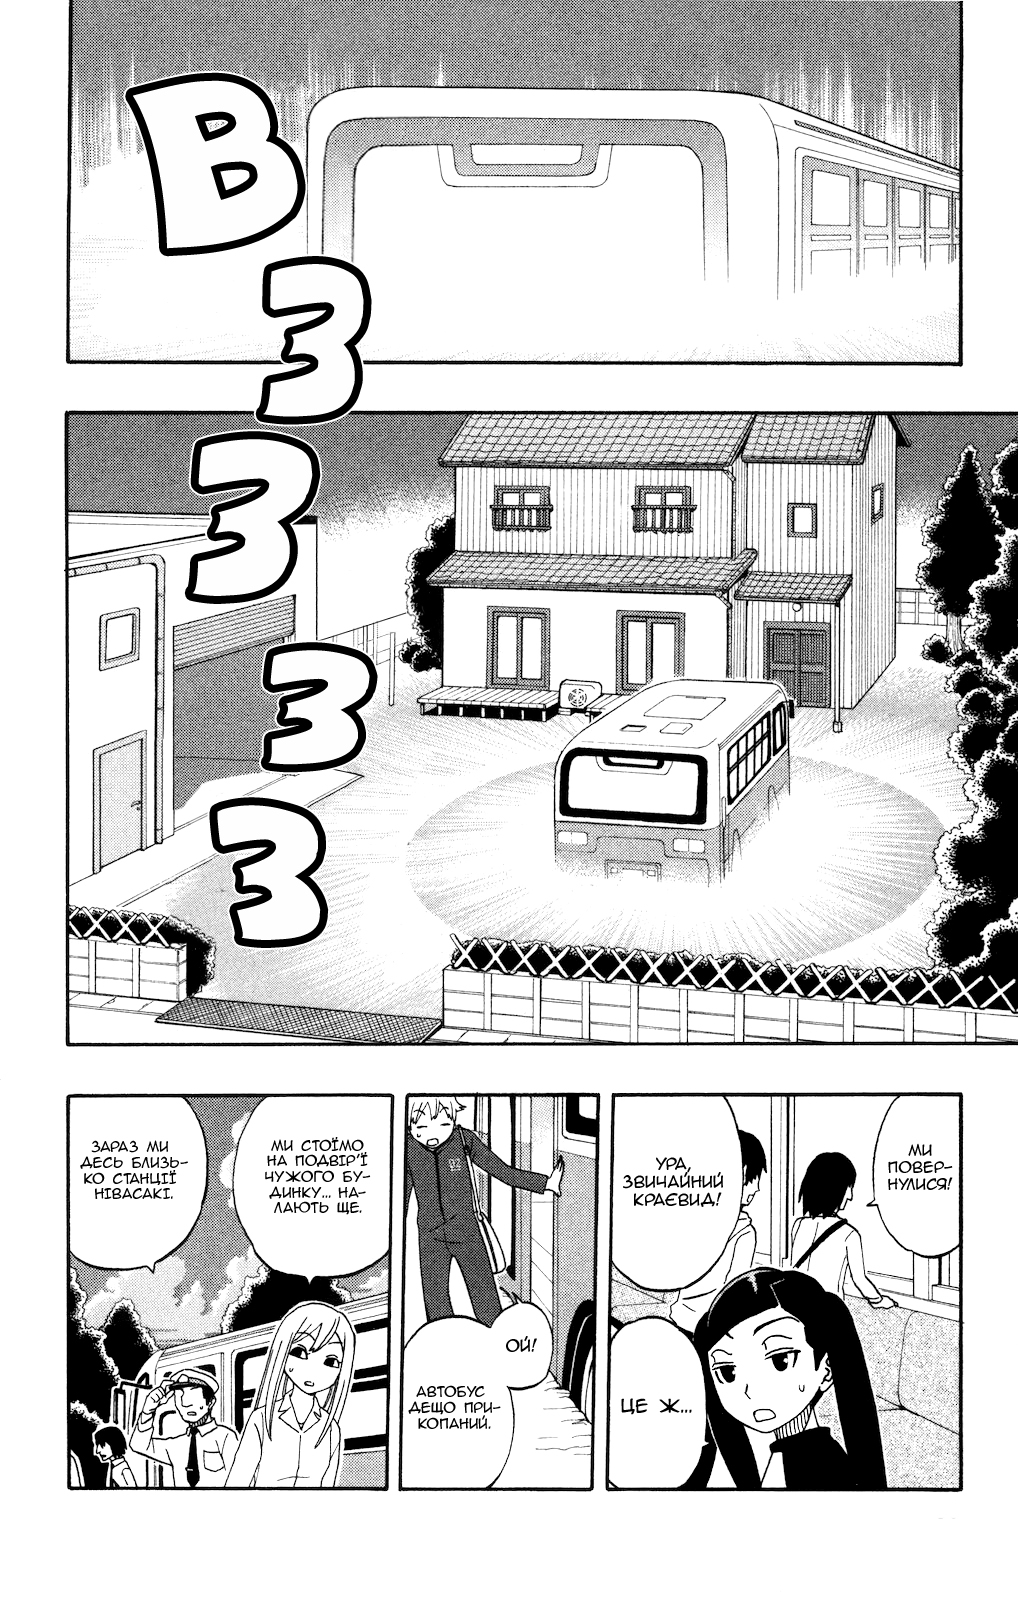 В
З
З
З
З
МИ
ПОВЕР-
НУЛИСЯ!
УРА,
ЗВИЧАЙНИЙ
КРАЄВИД!
ЦЕ Ж...
ОЙ!
АВТОБУС
ДЕЩО ПРИ-
КОПАНИЙ.
МИ СТОЇМО
НА ПОДВІР'Ї
ЧУЖОГО БУ-
ДИНКУ... НА-
ЛАЮТЬ ЩЕ.
ЗАРАЗ МИ
ДЕСЬ БЛИЗЬ-
КО СТАНЦІЇ
НІВАСАКІ.